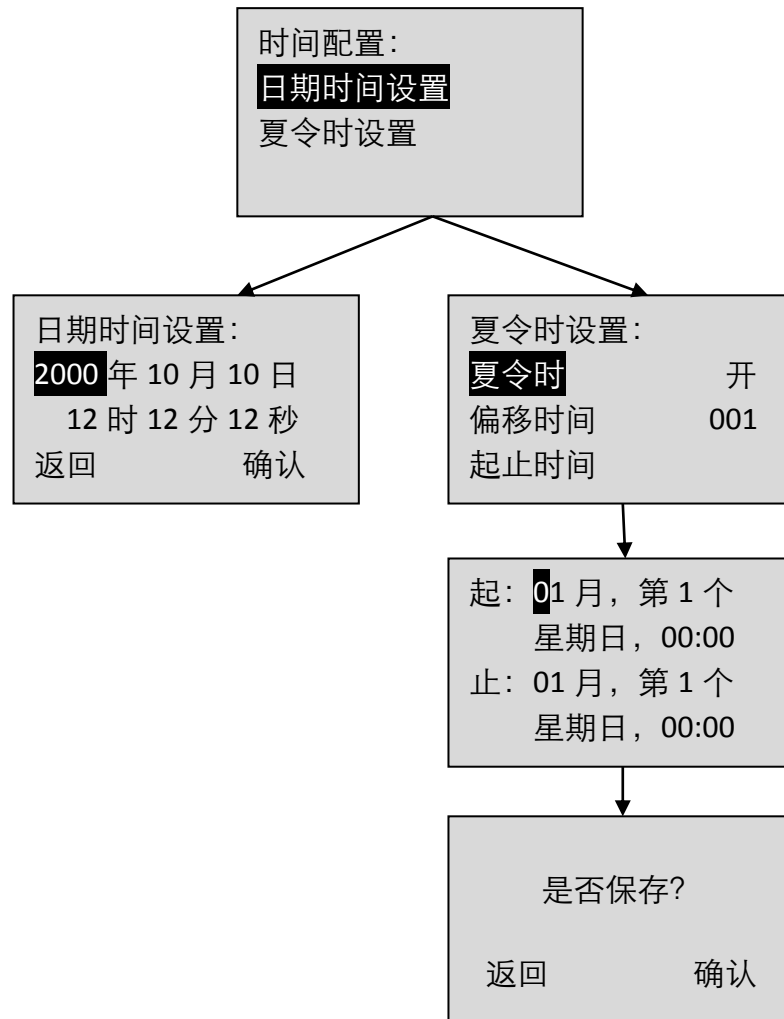 时间配置：
日期时间设置
夏令时设置
日期时间设置：
2000 年 10 月 10 日
12 时 12 分 12 秒
返回 确认
夏令时设置：
夏令时 开
偏移时间 001
起止时间
起：01 月，第 1 个
星期日，00:00
止：01 月，第 1 个
星期日，00:00
是否保存？
返回 确认